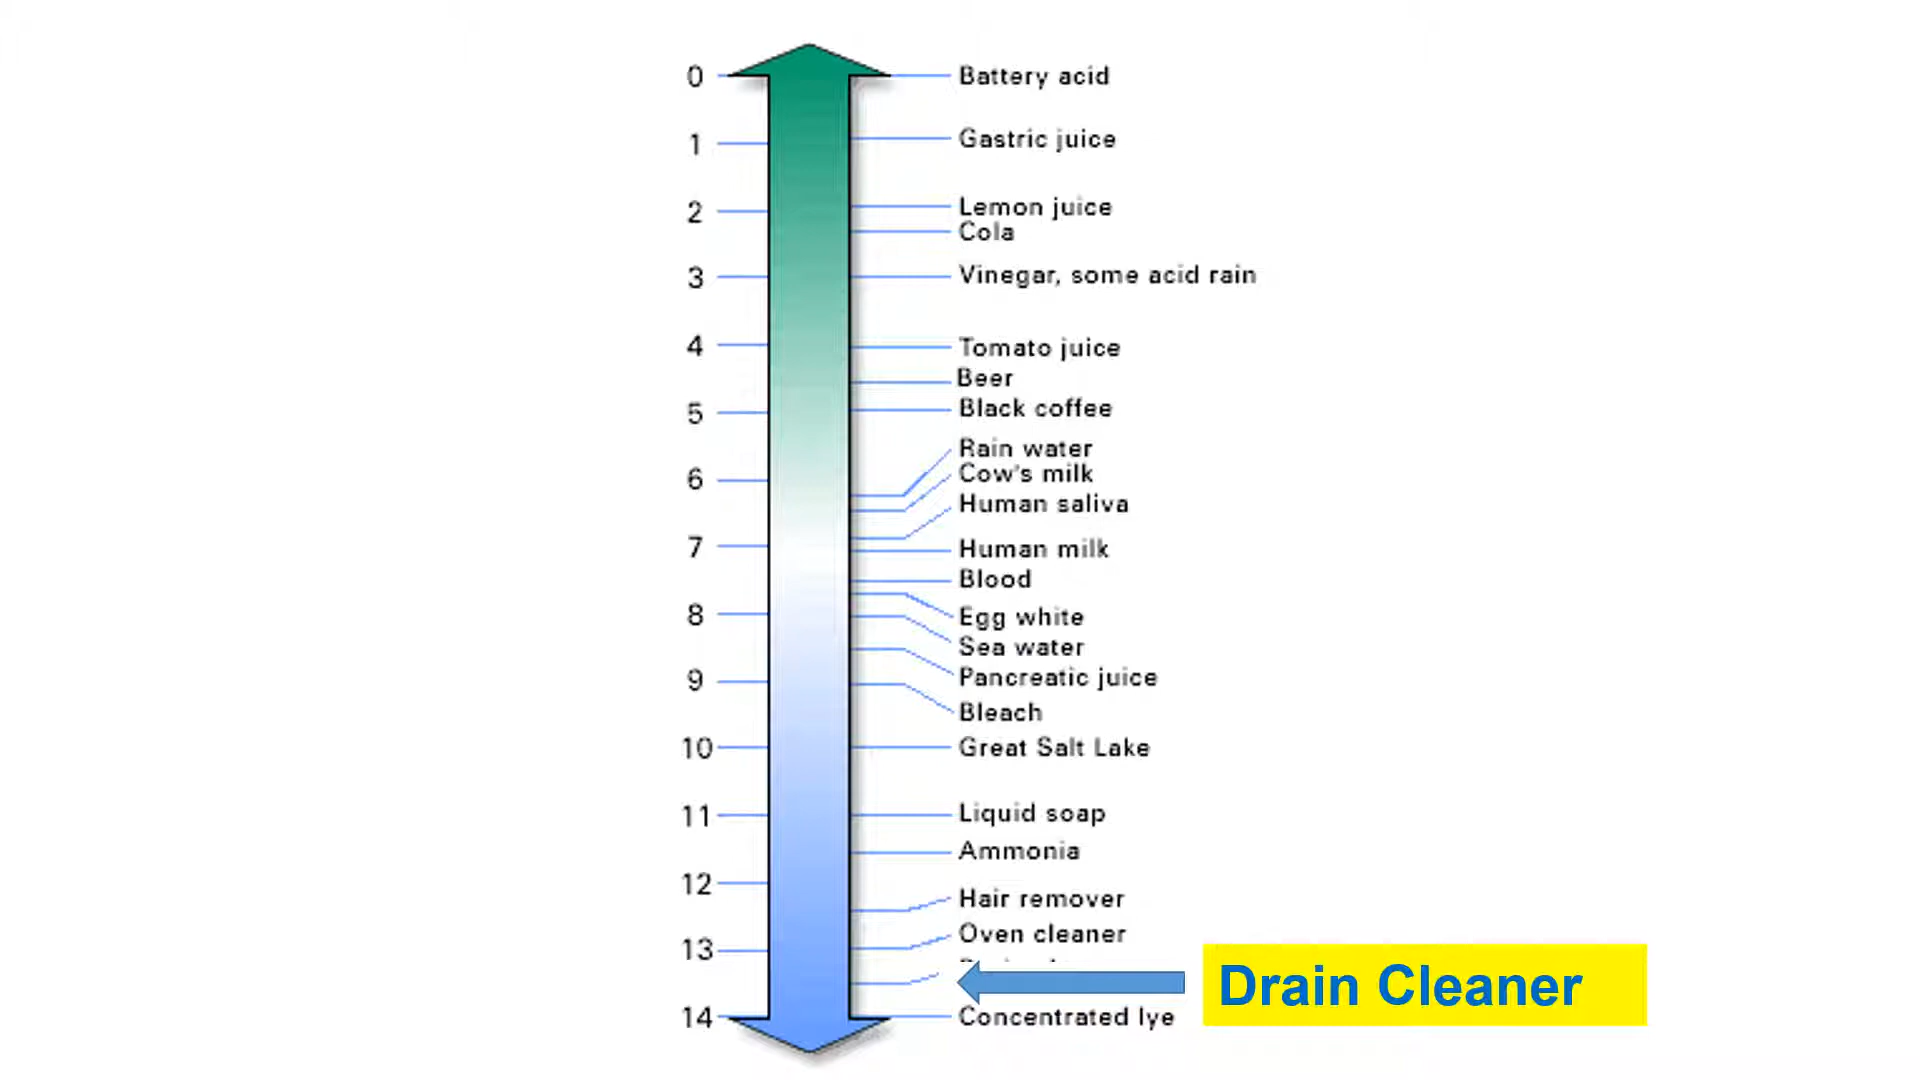 0 Battery acid
1 Gastric juice
2 Lemon juice
Cola
3 Vinegar, some acid rain
4 Tomato juice
Beer
5 Black coffee
Rain water
6 Cow's milk
Human saliva
7 Human milk
Blood
8 Egg white
Sea water
9 Pancreatic juice
Bleach
10 Great Salt Lake
11 Liquid soap
Ammonia
12 Hair remover
13 Oven cleaner
Drain Cleaner
14 Concentrated lye